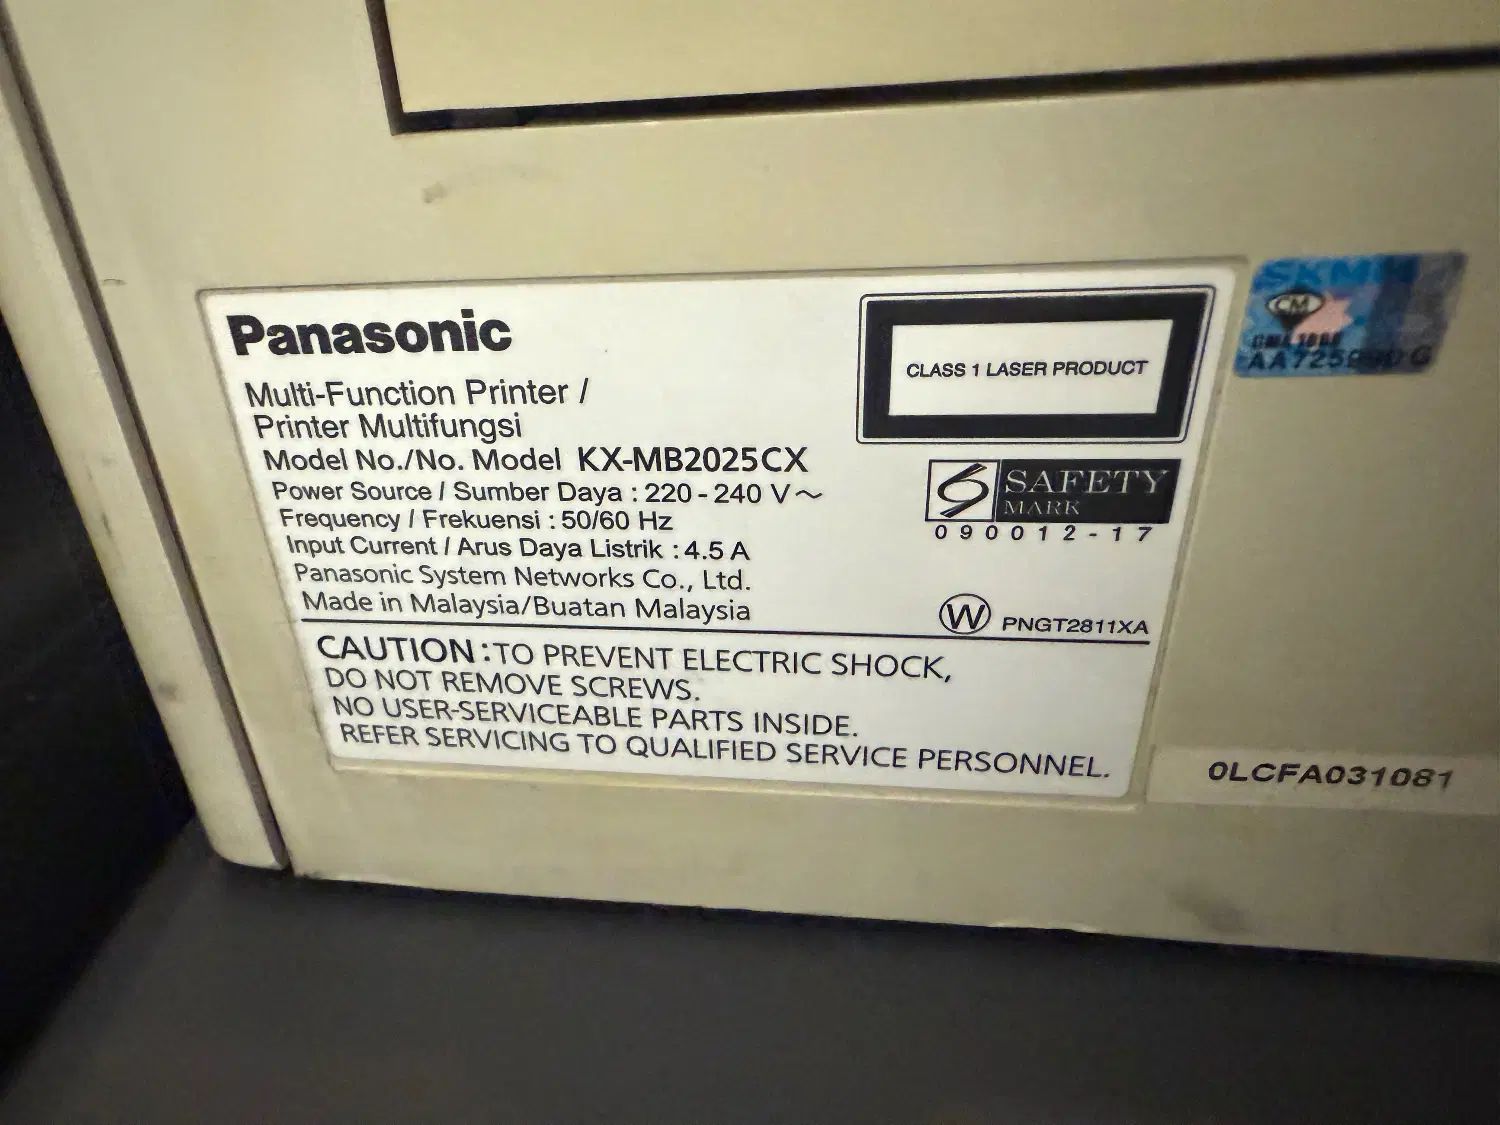 Panasonic
Multi-Function Printer /
Printer Multifungsi
Model No./No. Model KX-MB2025CX
Power Source / Sumber Daya : 220 - 240 V ~
Frequency / Frekuensi : 50/60 Hz
Input Current / Arus Daya Listrik : 4.5 A
Panasonic System Networks Co., Ltd.
Made in Malaysia/Buatan Malaysia
CLASS 1 LASER PRODUCT
SAFETY
MARK
090012-17
W PNGT2811XA
CAUTION : TO PREVENT ELECTRIC SHOCK,
DO NOT REMOVE SCREWS.
NO USER-SERVICEABLE PARTS INSIDE.
REFER SERVICING TO QUALIFIED SERVICE PERSONNEL.
SKMM
CM
0LCFA031081